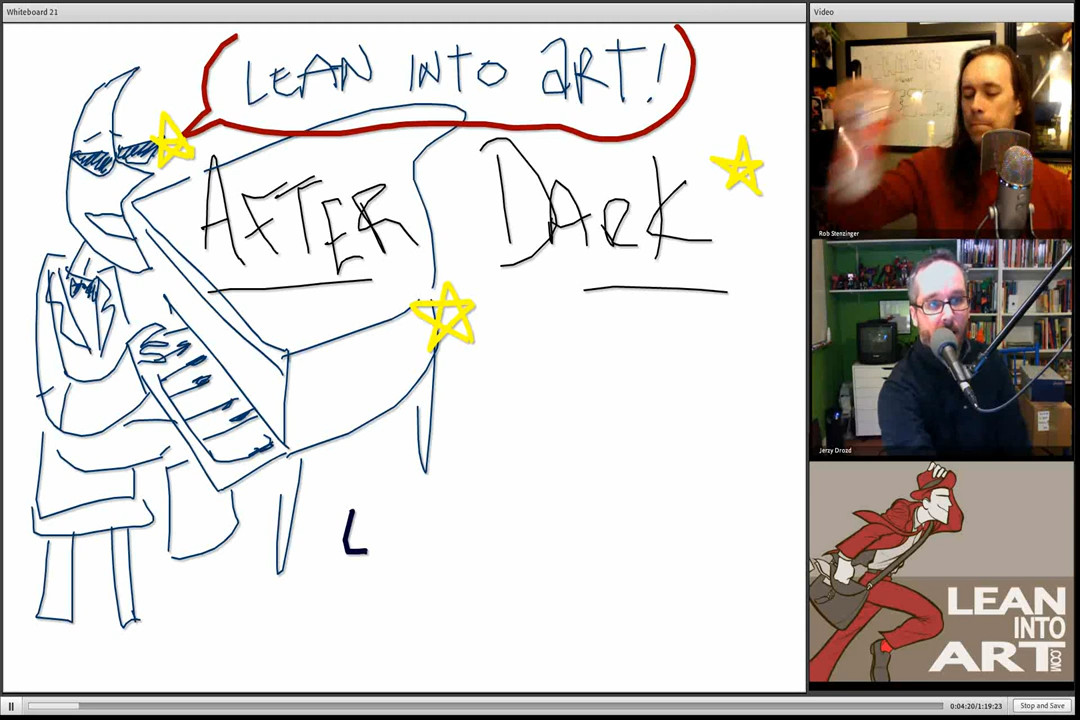 Whiteboard 21
LEAN INTO ART!
AFTER DARK
L
Video
Rob Stenzinger
Jerzy Drozd
LEAN
INTO
ART.COM
0:04:20/1:19:23
Stop and Save